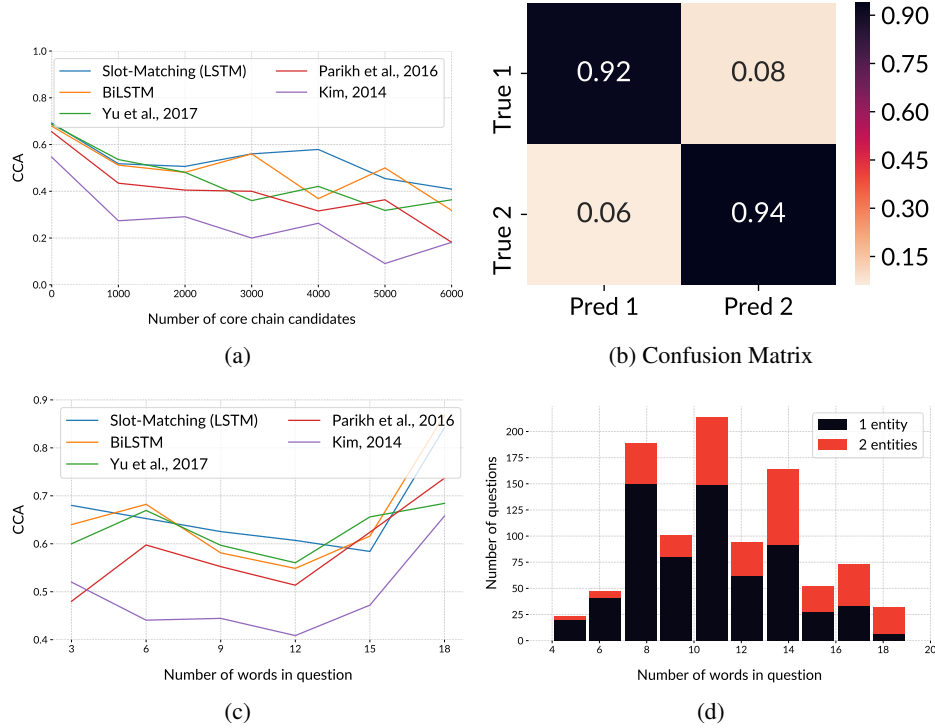 1.0
0.8
0.6
0.4
0.2
0.0
CCA
Slot-Matching (LSTM)
BiLSTM
Yu et al., 2017
Parikh et al., 2016
Kim, 2014
0 1000 2000 3000 4000 5000 6000
Number of core chain candidates
(a)
True 1
True 2
0.92 0.08
0.06 0.94
Pred 1 Pred 2
0.90
0.75
0.60
0.45
0.30
0.15
(b) Confusion Matrix
0.9
0.8
0.7
0.6
0.5
0.4
CCA
Slot-Matching (LSTM)
BiLSTM
Yu et al., 2017
Parikh et al., 2016
Kim, 2014
3 6 9 12 15 18
Number of words in question
(c)
200
175
150
125
100
75
50
25
0
Number of questions
1 entity
2 entities
4 6 8 10 12 14 16 18 20
Number of words in question
(d)